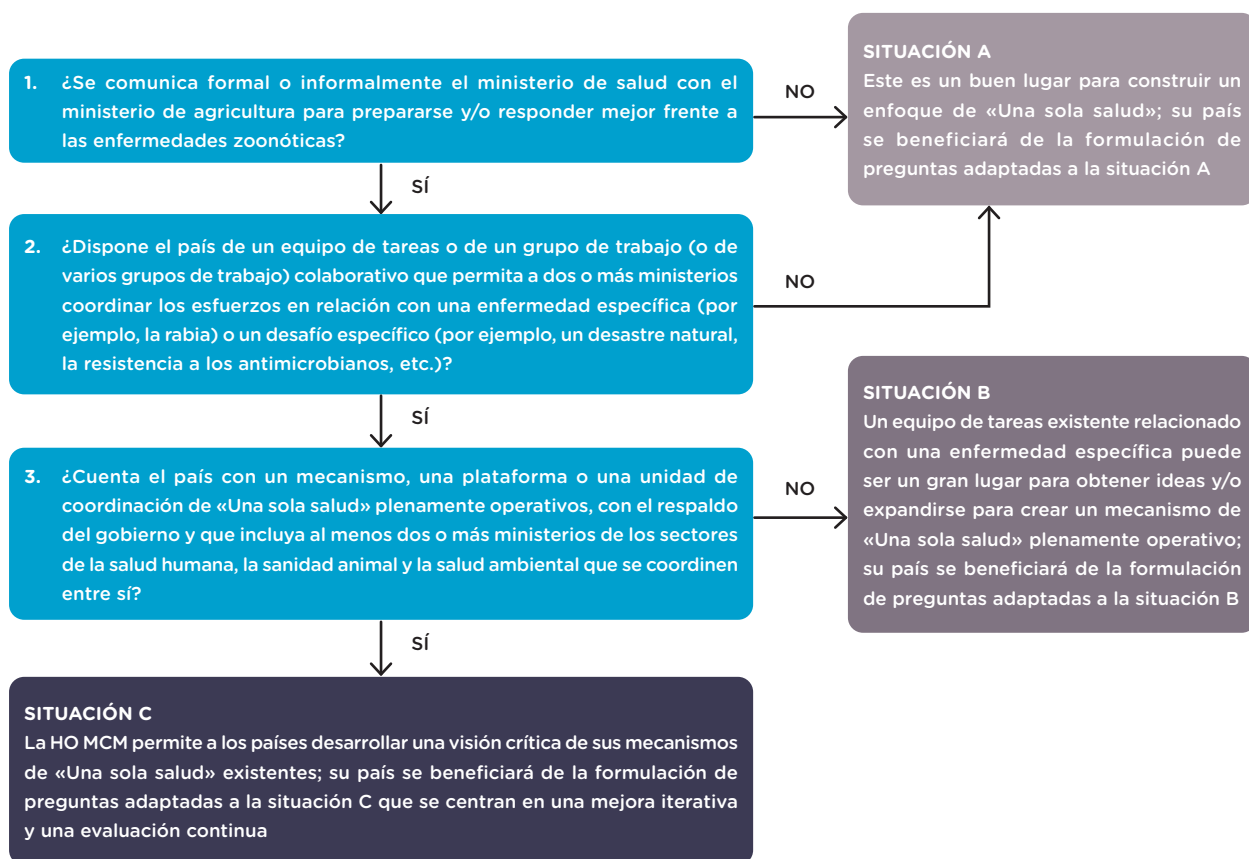 1. ¿Se comunica formal o informalmente el ministerio de salud con el
ministerio de agricultura para prepararse y/o responder mejor frente a
las enfermedades zoonóticas?
NO
SITUACIÓN A
Este es un buen lugar para construir un
enfoque de «Una sola salud»; su país
se beneficiará de la formulación de
preguntas adaptadas a la situación A
SÍ
2. ¿Dispone el país de un equipo de tareas o de un grupo de trabajo (o de
varios grupos de trabajo) colaborativo que permita a dos o más ministerios
coordinar los esfuerzos en relación con una enfermedad específica (por
ejemplo, la rabia) o un desafío específico (por ejemplo, un desastre natural,
la resistencia a los antimicrobianos, etc.)?
NO
SÍ
3. ¿Cuenta el país con un mecanismo, una plataforma o una unidad de
coordinación de «Una sola salud» plenamente operativos, con el respaldo
del gobierno y que incluya al menos dos o más ministerios de los sectores
de la salud humana, la sanidad animal y la salud ambiental que se coordinen
entre sí?
NO
SITUACIÓN B
Un equipo de tareas existente relacionado
con una enfermedad específica puede
ser un gran lugar para obtener ideas y/o
expandirse para crear un mecanismo de
«Una sola salud» plenamente operativo;
su país se beneficiará de la formulación
de preguntas adaptadas a la situación B
SÍ
SITUACIÓN C
La HO MCM permite a los países desarrollar una visión crítica de sus mecanismos
de «Una sola salud» existentes; su país se beneficiará de la formulación de
preguntas adaptadas a la situación C que se centran en una mejora iterativa
y una evaluación continua